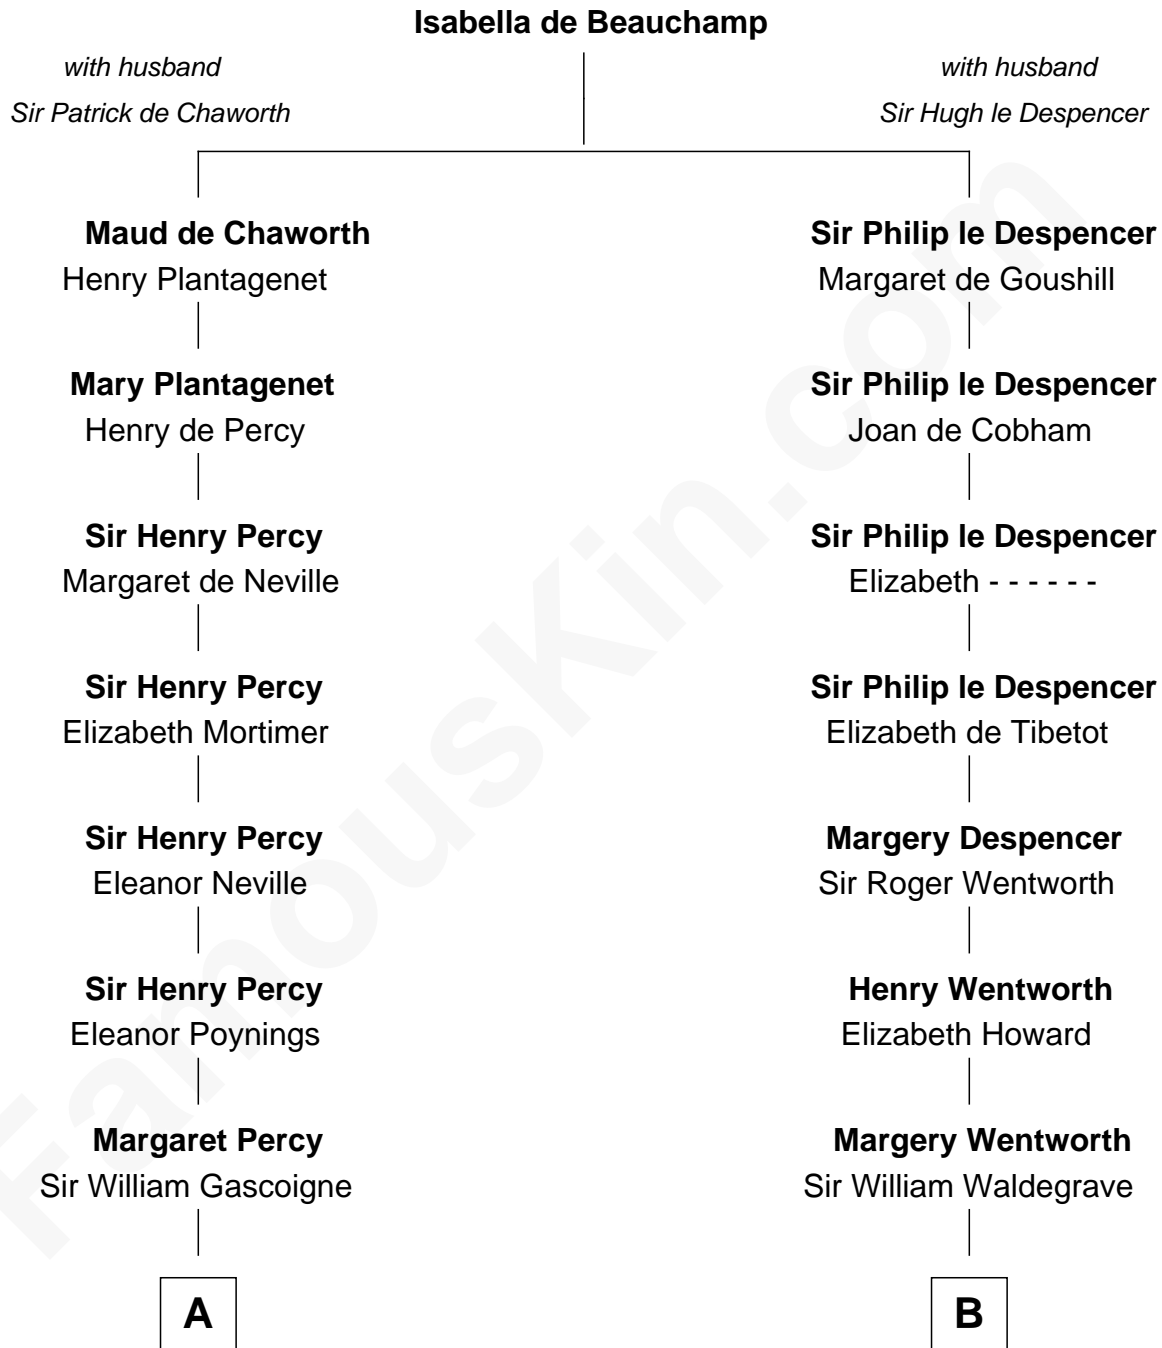 Isabella de Beauchamp
with husband
Sir Patrick de Chaworth
with husband
Sir Hugh le Despencer
Maud de Chaworth
Henry Plantagenet
Mary Plantagenet
Henry de Percy
Sir Henry Percy
Margaret de Neville
Sir Henry Percy
Elizabeth Mortimer
Sir Henry Percy
Eleanor Neville
Sir Henry Percy
Eleanor Poynings
Margaret Percy
Sir William Gascoigne
A
Sir Philip le Despencer
Margaret de Goushill
Sir Philip le Despencer
Joan de Cobham
Sir Philip le Despencer
Elizabeth - - - - - -
Sir Philip le Despencer
Elizabeth de Tibetot
Margery Despencer
Sir Roger Wentworth
Henry Wentworth
Elizabeth Howard
Margery Wentworth
Sir William Waldegrave
B
FamousKin.com